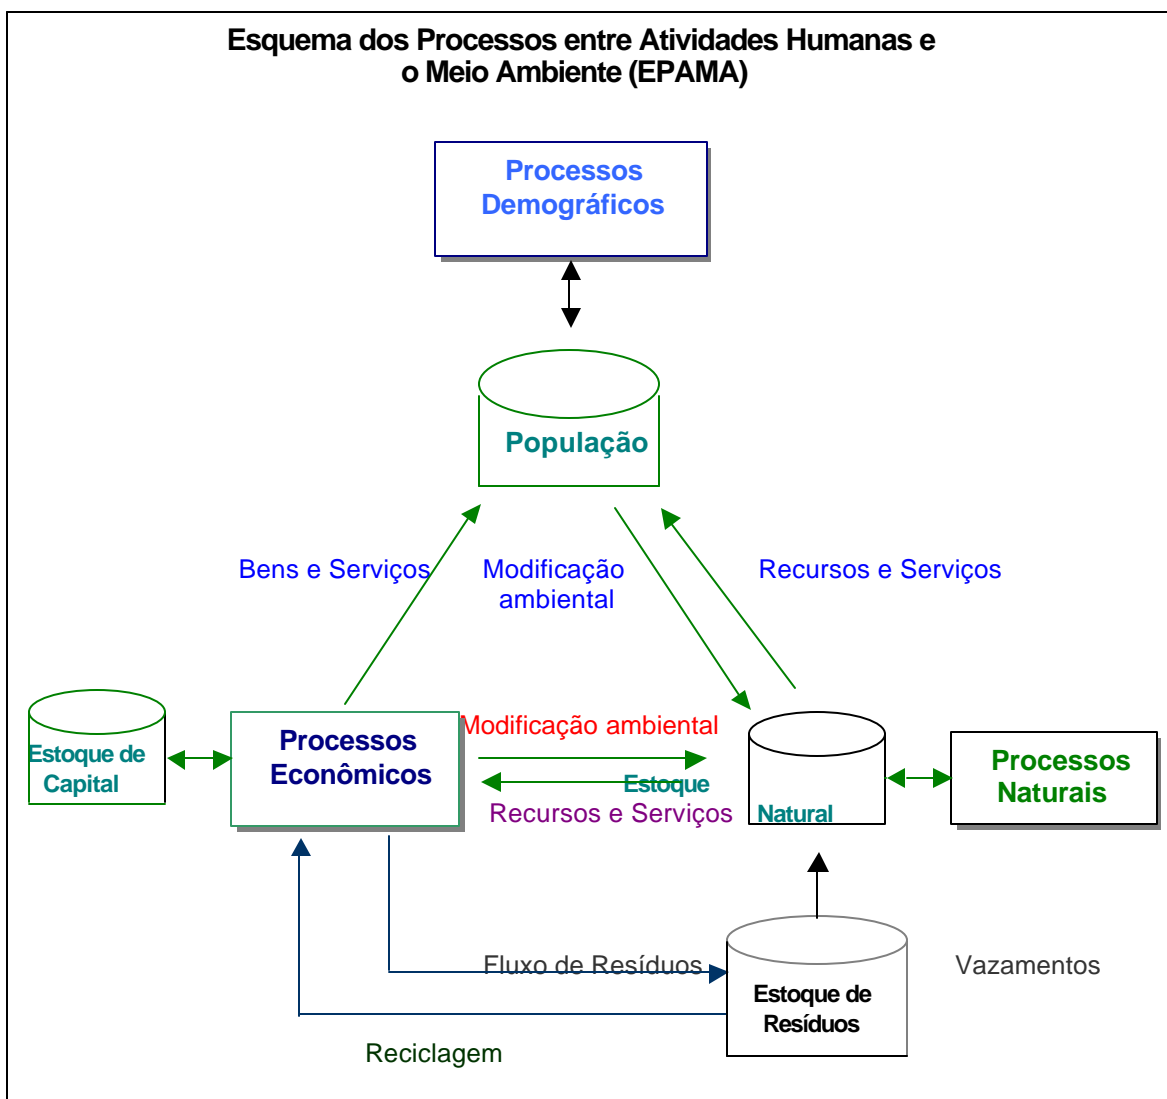 Esquema dos Processos entre Atividades Humanas e
o Meio Ambiente (EPAMA)
Processos
Demográficos
População
Bens e Serviços
Modificação
ambiental
Recursos e Serviços
Estoque de
Capital
Processos
Econômicos
Modificação ambiental
Estoque
Recursos e Serviços
Natural
Processos
Naturais
Fluxo de Resíduos
Estoque de
Resíduos
Vazamentos
Reciclagem